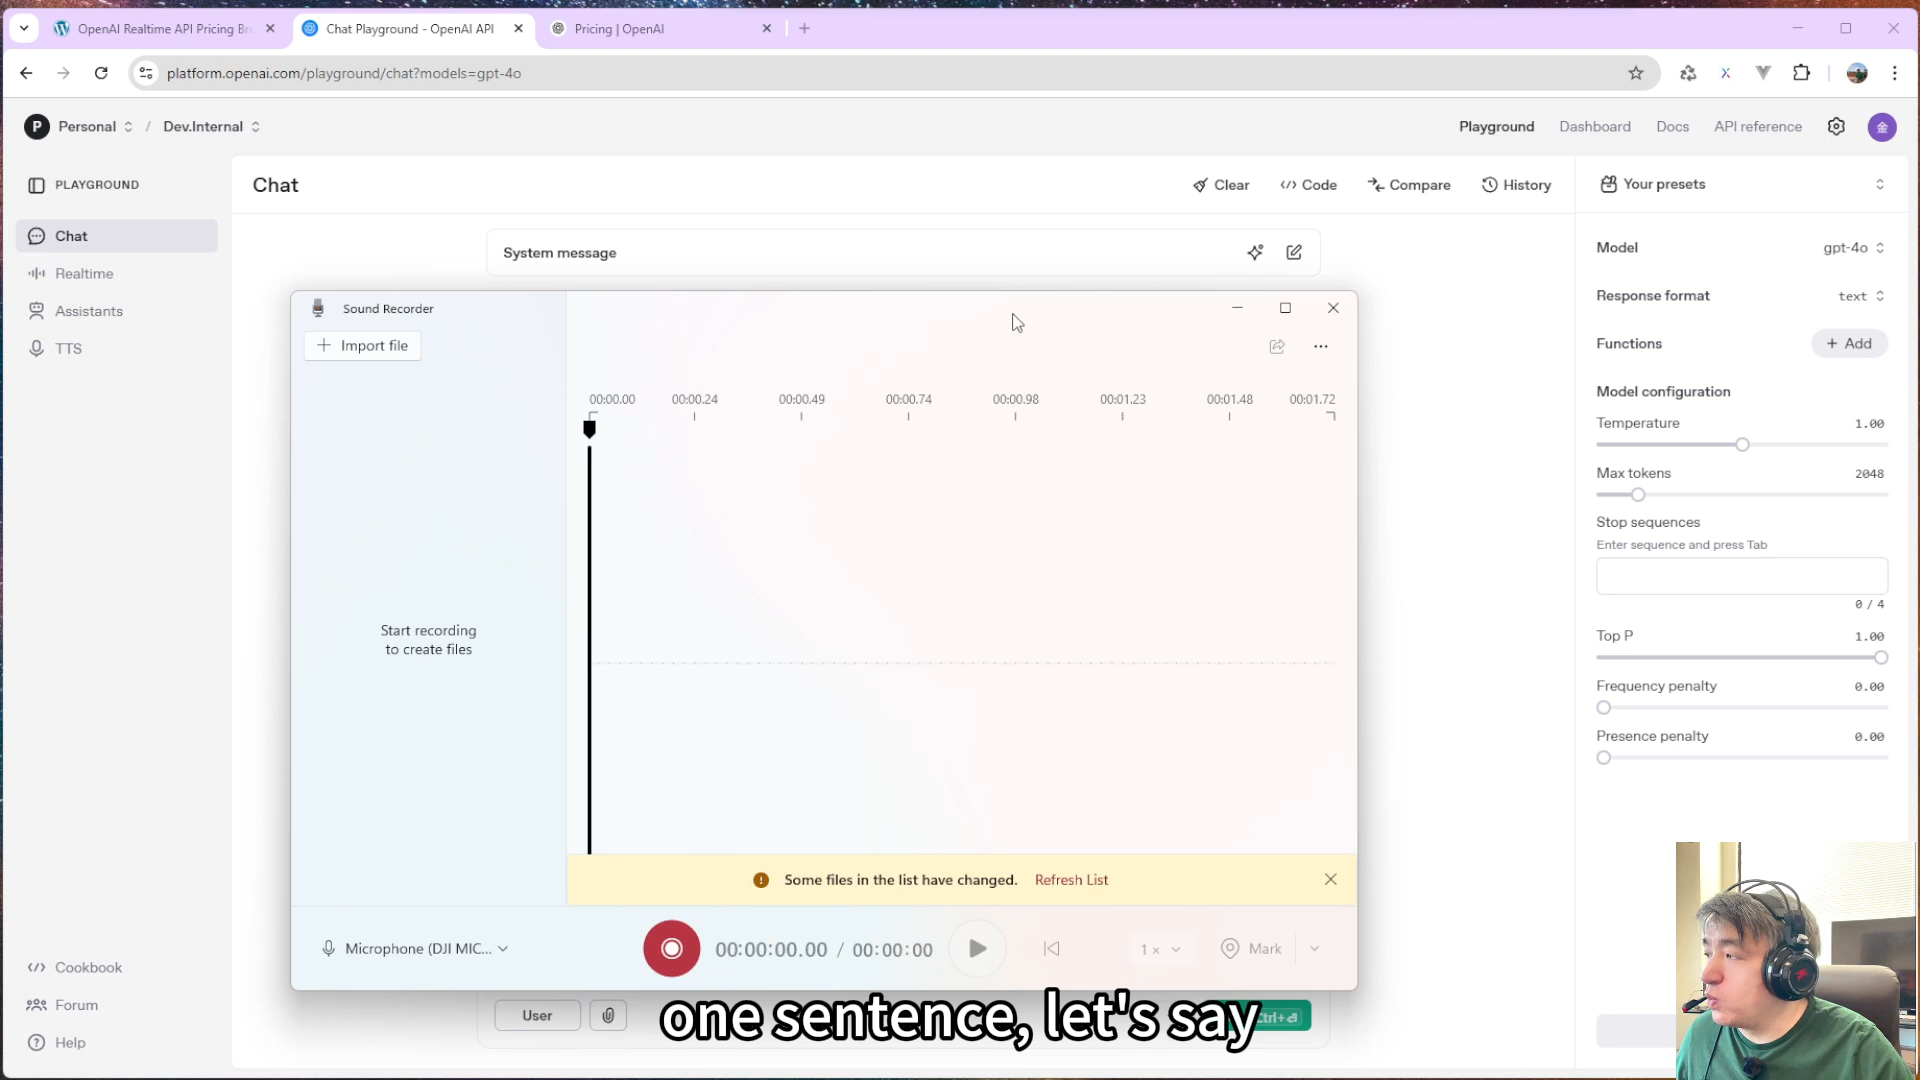 OpenAI Realtime API Pricing Br
Chat Playground - OpenAI API
Pricing | OpenAI
platform.openai.com/playground/chat?models=gpt-4o
P Personal / Dev.Internal
Playground Dashboard Docs API reference 金
PLAYGROUND
Chat
Realtime
Assistants
TTS
Cookbook
Forum
Help
Chat
Clear
Code
Compare
History
System message
Sound Recorder
Import file
00:00.00 00:00.24 00:00.49 00:00.74 00:00.98 00:01.23 00:01.48 00:01.72
Start recording
to create files
Some files in the list have changed. Refresh List
Microphone (DJI MIC...
00:00:00.00 / 00:00:00
1 ×
Mark
User
Ctrl+⏎
one sentence, let's say
Your presets
Model gpt-4o
Response format text
Functions + Add
Model configuration
Temperature 1.00
Max tokens 2048
Stop sequences
Enter sequence and press Tab
0 / 4
Top P 1.00
Frequency penalty 0.00
Presence penalty 0.00